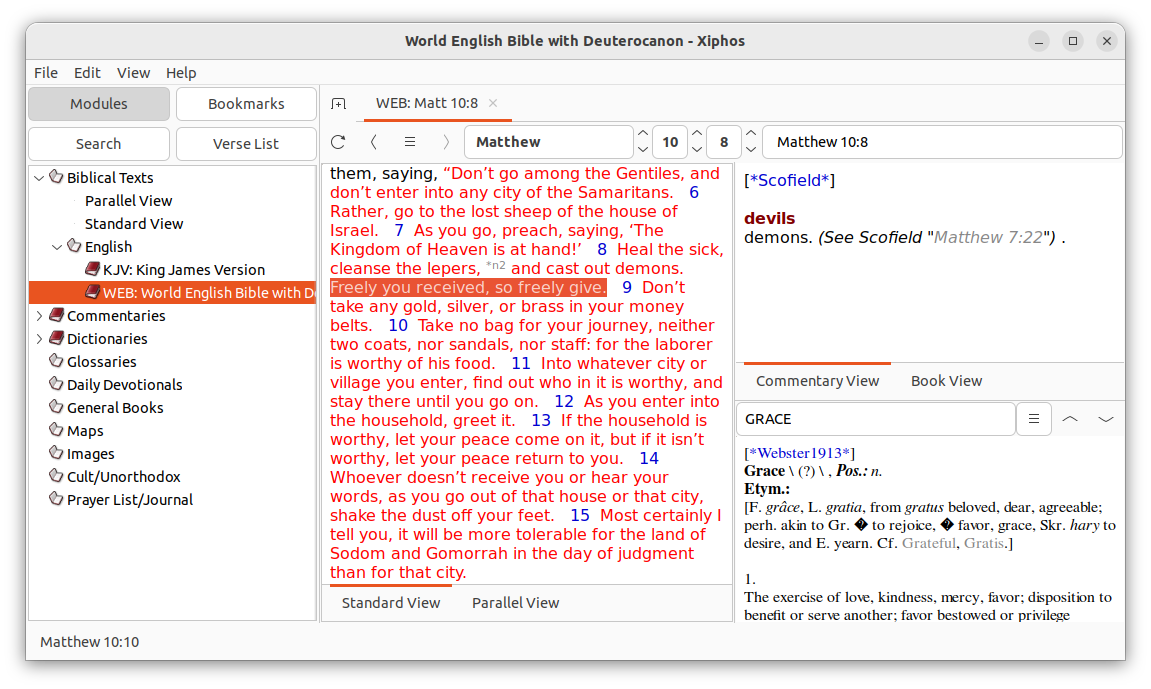 World English Bible with Deuterocanon - Xiphos
File Edit View Help
Modules Bookmarks
Search Verse List
Biblical Texts
Parallel View
Standard View
English
KJV: King James Version
WEB: World English Bible with De
Commentaries
Dictionaries
Glossaries
Daily Devotionals
General Books
Maps
Images
Cult/Unorthodox
Prayer List/Journal
WEB: Matt 10:8
Matthew 10 8 Matthew 10:8
them, saying, “Don’t go among the Gentiles, and
don’t enter into any city of the Samaritans. 6
Rather, go to the lost sheep of the house of
Israel. 7 As you go, preach, saying, ‘The
Kingdom of Heaven is at hand!’ 8 Heal the sick,
cleanse the lepers, *n2 and cast out demons.
Freely you received, so freely give. 9 Don’t
take any gold, silver, or brass in your money
belts. 10 Take no bag for your journey, neither
two coats, nor sandals, nor staff: for the laborer
is worthy of his food. 11 Into whatever city or
village you enter, find out who in it is worthy, and
stay there until you go on. 12 As you enter into
the household, greet it. 13 If the household is
worthy, let your peace come on it, but if it isn’t
worthy, let your peace return to you. 14
Whoever doesn’t receive you or hear your
words, as you go out of that house or that city,
shake the dust off your feet. 15 Most certainly I
tell you, it will be more tolerable for the land of
Sodom and Gomorrah in the day of judgment
than for that city.
Standard View Parallel View
[*Scofield*]
devils
demons. (See Scofield "Matthew 7:22") .
Commentary View Book View
GRACE
[*Webster1913*]
Grace \ (?) \ , Pos.: n.
Etym.:
[F. grâce, L. gratia, from gratus beloved, dear, agreeable;
perh. akin to Gr. � to rejoice, � favor, grace, Skr. hary to
desire, and E. yearn. Cf. Grateful, Gratis.]
1.
The exercise of love, kindness, mercy, favor; disposition to
benefit or serve another; favor bestowed or privilege
Matthew 10:10